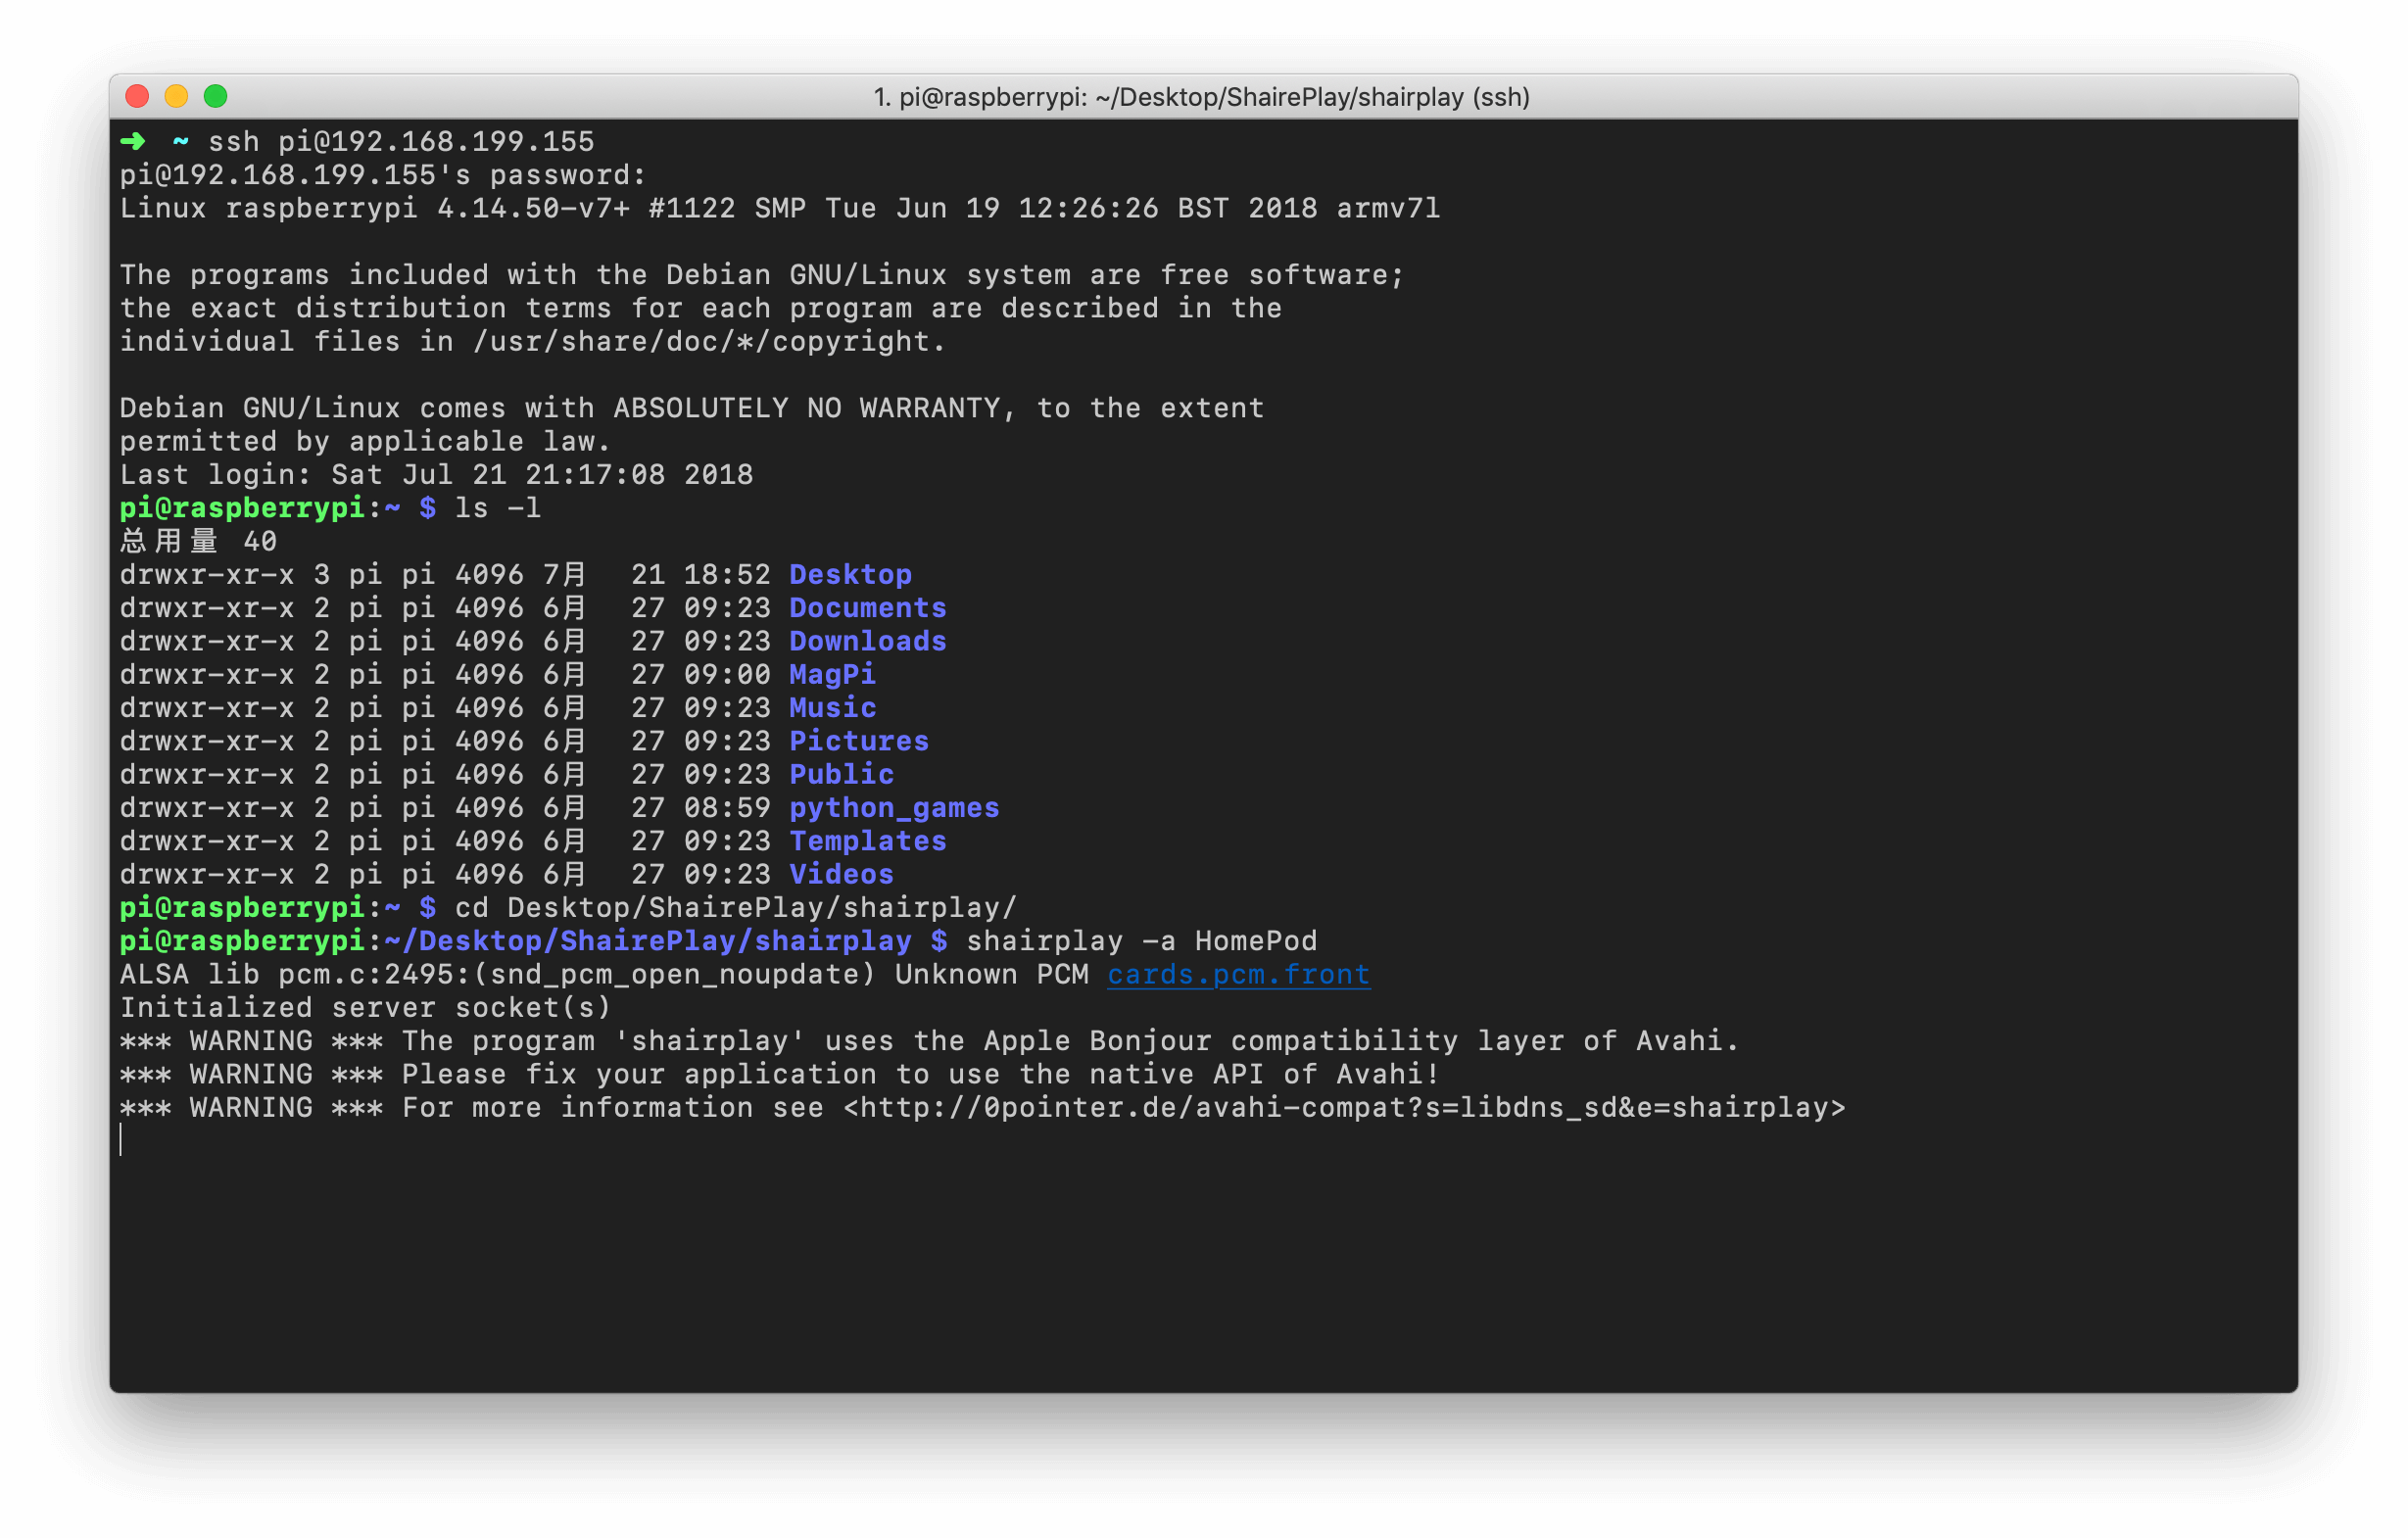 1. pi@raspberrypi: ~/Desktop/ShairePlay/shairplay (ssh)
➜ ~ ssh pi@192.168.199.155
pi@192.168.199.155's password:
Linux raspberrypi 4.14.50-v7+ #1122 SMP Tue Jun 19 12:26:26 BST 2018 armv7l
The programs included with the Debian GNU/Linux system are free software;
the exact distribution terms for each program are described in the
individual files in /usr/share/doc/*/copyright.
Debian GNU/Linux comes with ABSOLUTELY NO WARRANTY, to the extent
permitted by applicable law.
Last login: Sat Jul 21 21:17:08 2018
pi@raspberrypi:~ $ ls -l
总用量 40
drwxr-xr-x 3 pi pi 4096 7月 21 18:52 Desktop
drwxr-xr-x 2 pi pi 4096 6月 27 09:23 Documents
drwxr-xr-x 2 pi pi 4096 6月 27 09:23 Downloads
drwxr-xr-x 2 pi pi 4096 6月 27 09:00 MagPi
drwxr-xr-x 2 pi pi 4096 6月 27 09:23 Music
drwxr-xr-x 2 pi pi 4096 6月 27 09:23 Pictures
drwxr-xr-x 2 pi pi 4096 6月 27 09:23 Public
drwxr-xr-x 2 pi pi 4096 6月 27 08:59 python_games
drwxr-xr-x 2 pi pi 4096 6月 27 09:23 Templates
drwxr-xr-x 2 pi pi 4096 6月 27 09:23 Videos
pi@raspberrypi:~ $ cd Desktop/ShairePlay/shairplay/
pi@raspberrypi:~/Desktop/ShairePlay/shairplay $ shairplay -a HomePod
ALSA lib pcm.c:2495:(snd_pcm_open_noupdate) Unknown PCM cards.pcm.front
Initialized server socket(s)
*** WARNING *** The program 'shairplay' uses the Apple Bonjour compatibility layer of Avahi.
*** WARNING *** Please fix your application to use the native API of Avahi!
*** WARNING *** For more information see <http://0pointer.de/avahi-compat?s=libdns_sd&e=shairplay>